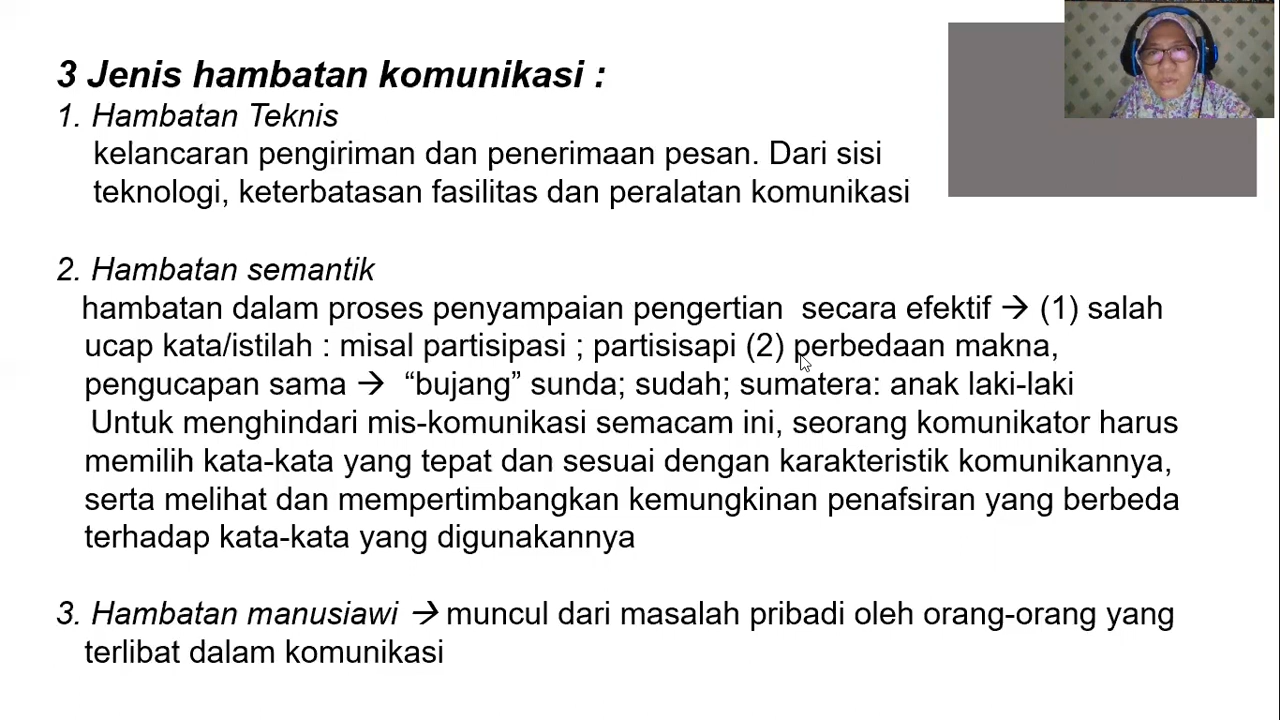 3 Jenis hambatan komunikasi :
1. Hambatan Teknis
kelancaran pengiriman dan penerimaan pesan. Dari sisi
teknologi, keterbatasan fasilitas dan peralatan komunikasi
2. Hambatan semantik
hambatan dalam proses penyampaian pengertian secara efektif → (1) salah
ucap kata/istilah : misal partisipasi ; partisisapi (2) perbedaan makna,
pengucapan sama → “bujang” sunda; sudah; sumatera: anak laki-laki
Untuk menghindari mis-komunikasi semacam ini, seorang komunikator harus
memilih kata-kata yang tepat dan sesuai dengan karakteristik komunikannya,
serta melihat dan mempertimbangkan kemungkinan penafsiran yang berbeda
terhadap kata-kata yang digunakannya
3. Hambatan manusiawi → muncul dari masalah pribadi oleh orang-orang yang
terlibat dalam komunikasi